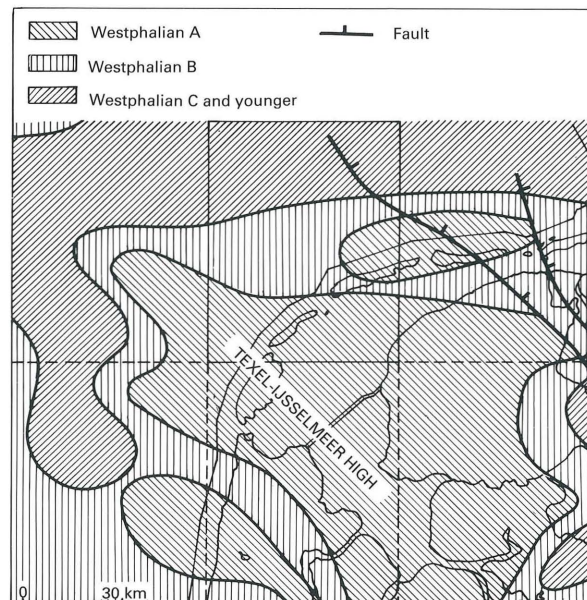 Westphalian A
Fault
Westphalian B
Westphalian C and younger
TEXEL-IJSSELMEER HIGH
0 30 km